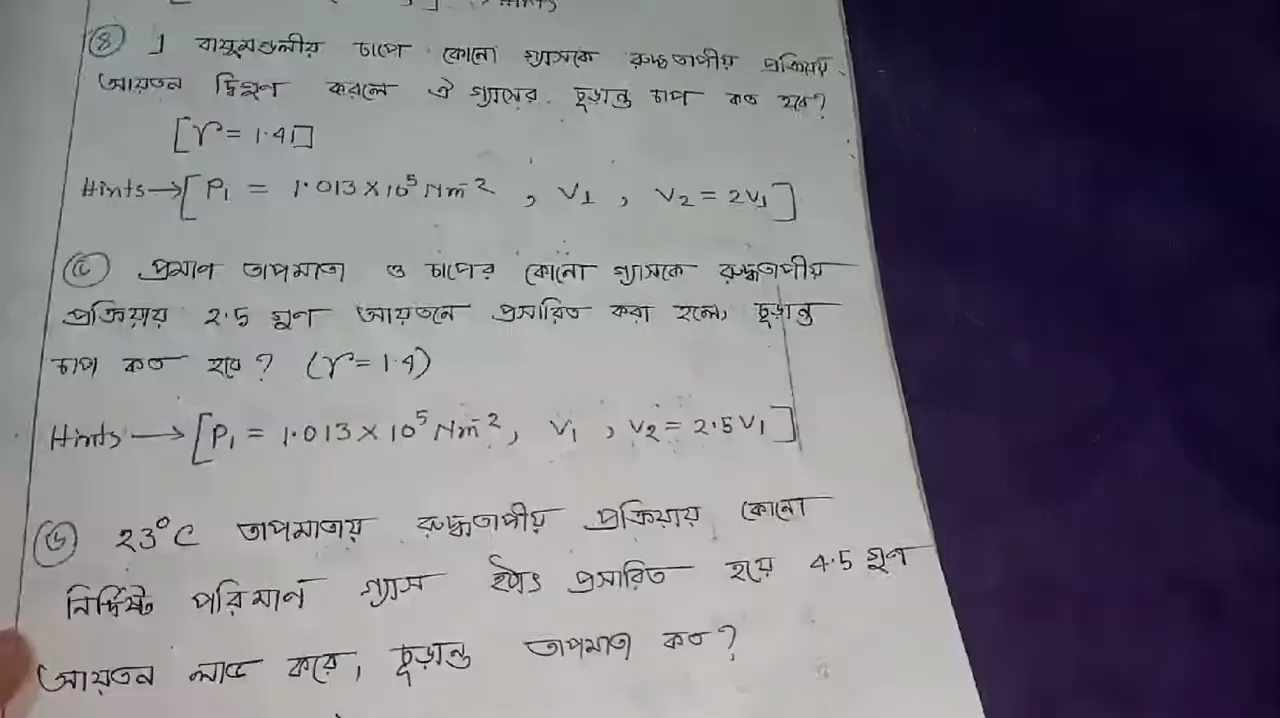 ৪ 1 বায়ুমণ্ডলীয় চাপে কোনো গ্যাসকে রুদ্ধতাপীয় প্রক্রিয়ায়
আয়তন দ্বিগুণ করলে ঐ গ্যাসের চূড়ান্ত চাপ কত হবে?
[γ = 1.41]
Hints → [P₁ = 1.013 × 10⁵ Nm⁻², V₁, V₂ = 2V₁]
৫ প্রমাণ তাপমাত্রা ও চাপের কোনো গ্যাসকে রুদ্ধতাপীয়
প্রক্রিয়ায় 2.5 গুণ আয়তনে প্রসারিত করা হলে, চূড়ান্ত
চাপ কত হবে? (γ = 1.4)
Hints → [P₁ = 1.013 × 10⁵ Nm⁻², V₁, V₂ = 2.5V₁]
৬ 23°C তাপমাত্রায় রুদ্ধতাপীয় প্রক্রিয়ায় কোনো
নির্দিষ্ট পরিমাণ গ্যাস হঠাৎ প্রসারিত হয়ে 4.5 গুণ
আয়তন লাভ করে, চূড়ান্ত তাপমাত্রা কত?